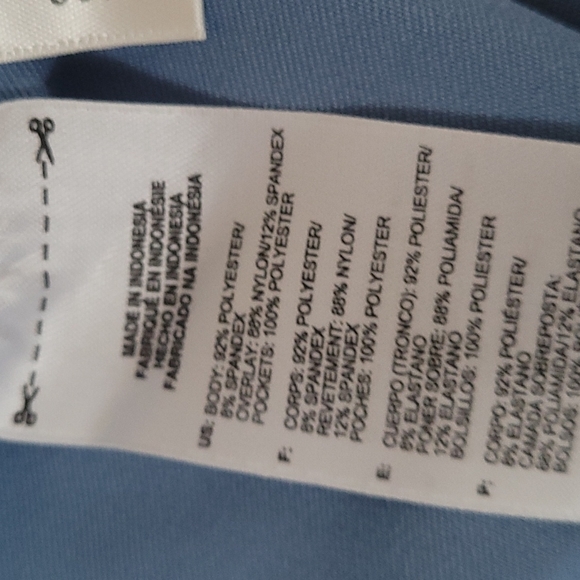 MADE IN INDONESIA
FABRIQUÉ EN INDONÉSIE
HECHO EN INDONESIA
FABRICADO NA INDONÉSIA
US: BODY: 92% POLYESTER/
8% SPANDEX
OVERLAY: 88% NYLON/12% SPANDEX
POCKETS: 100% POLYESTER
F: CORPS: 92% POLYESTER/
8% SPANDEX
REVETEMENT: 88% NYLON/
12% SPANDEX
POCHES: 100% POLYESTER
E: CUERPO (TRONCO): 92% POLIESTER/
8% ELASTANO
PONER SOBRE: 88% POLIAMIDA/
12% ELASTANO
BOLSILLOS: 100% POLIESTER
P: CORPO: 92% POLIÉSTER/
8% ELASTANO
CAMADA SOBREPOSTA:
88% POLIAMIDA/12% ELASTANO
BOLSOS: 100%